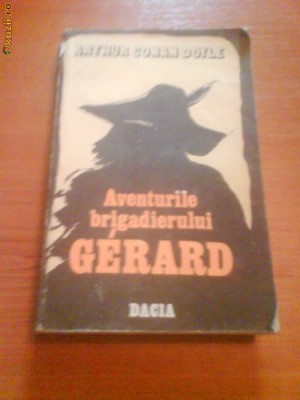 ARTHUR CONAN DOYLE
Aventurile
brigadierului
GÉRARD
DACIA